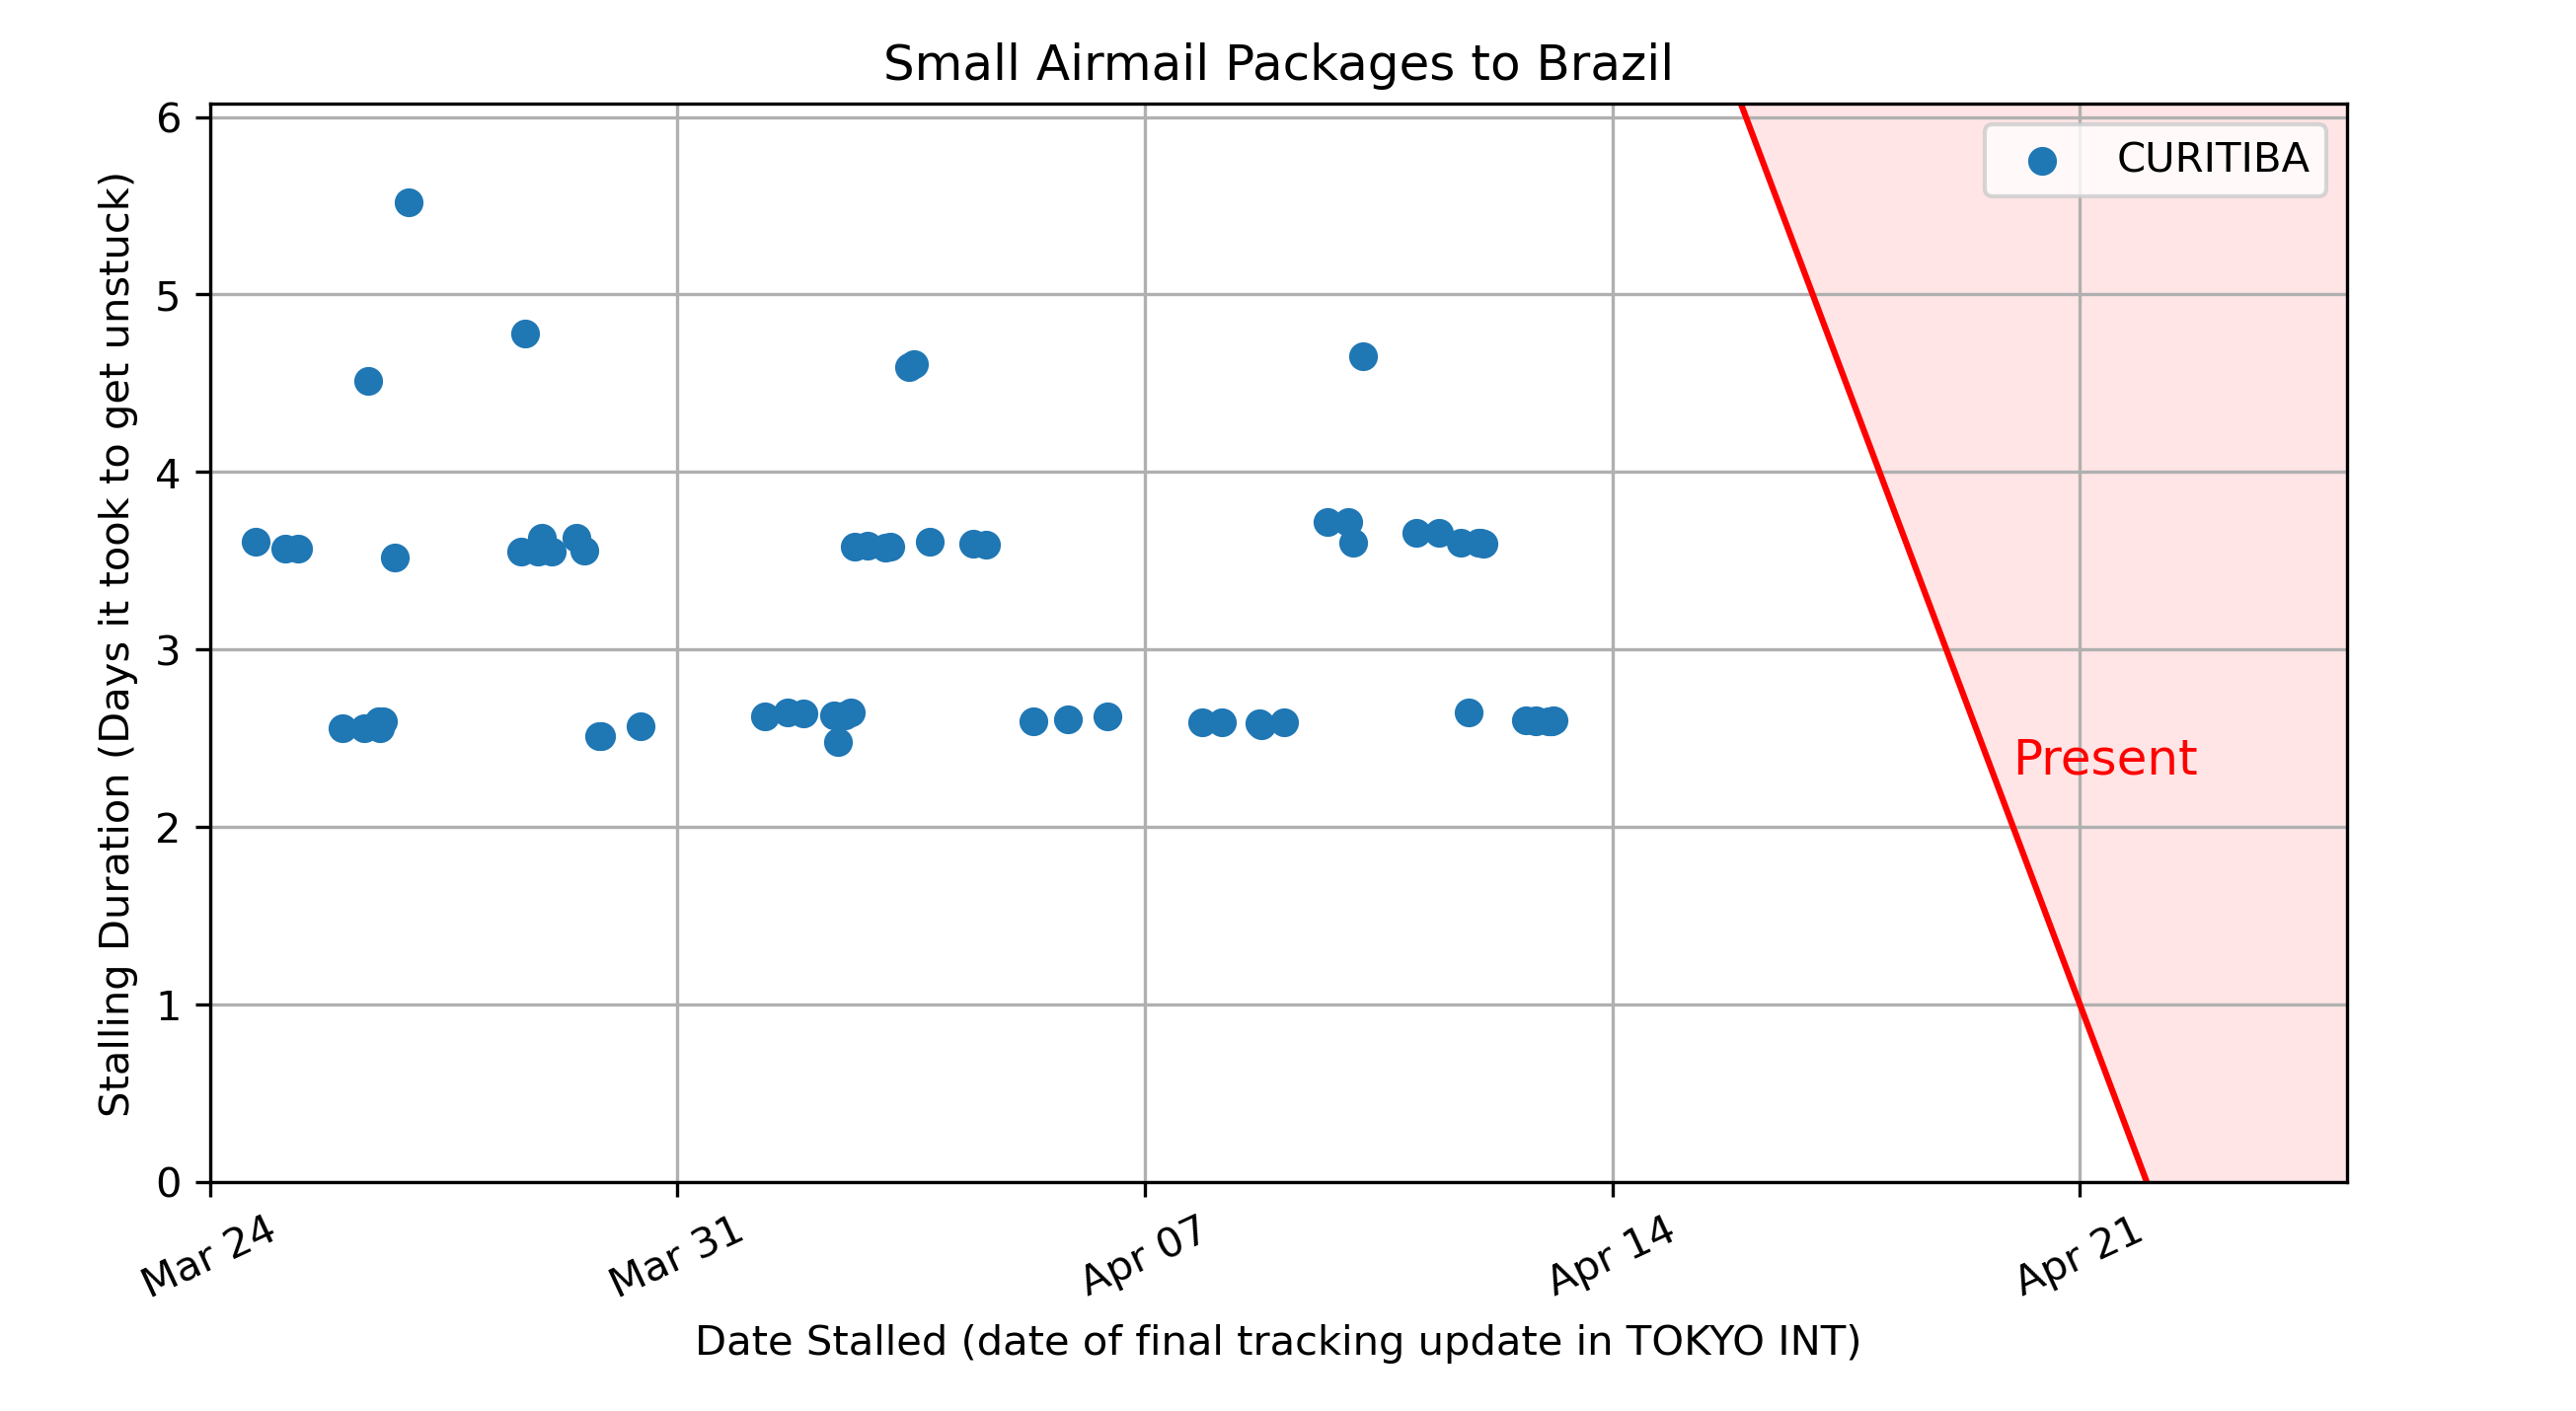 Small Airmail Packages to Brazil
Stalling Duration (Days it took to get unstuck)
6
5
4
3
2
1
0
CURITIBA
Present
Mar 24
Mar 31
Apr 07
Apr 14
Apr 21
Date Stalled (date of final tracking update in TOKYO INT)